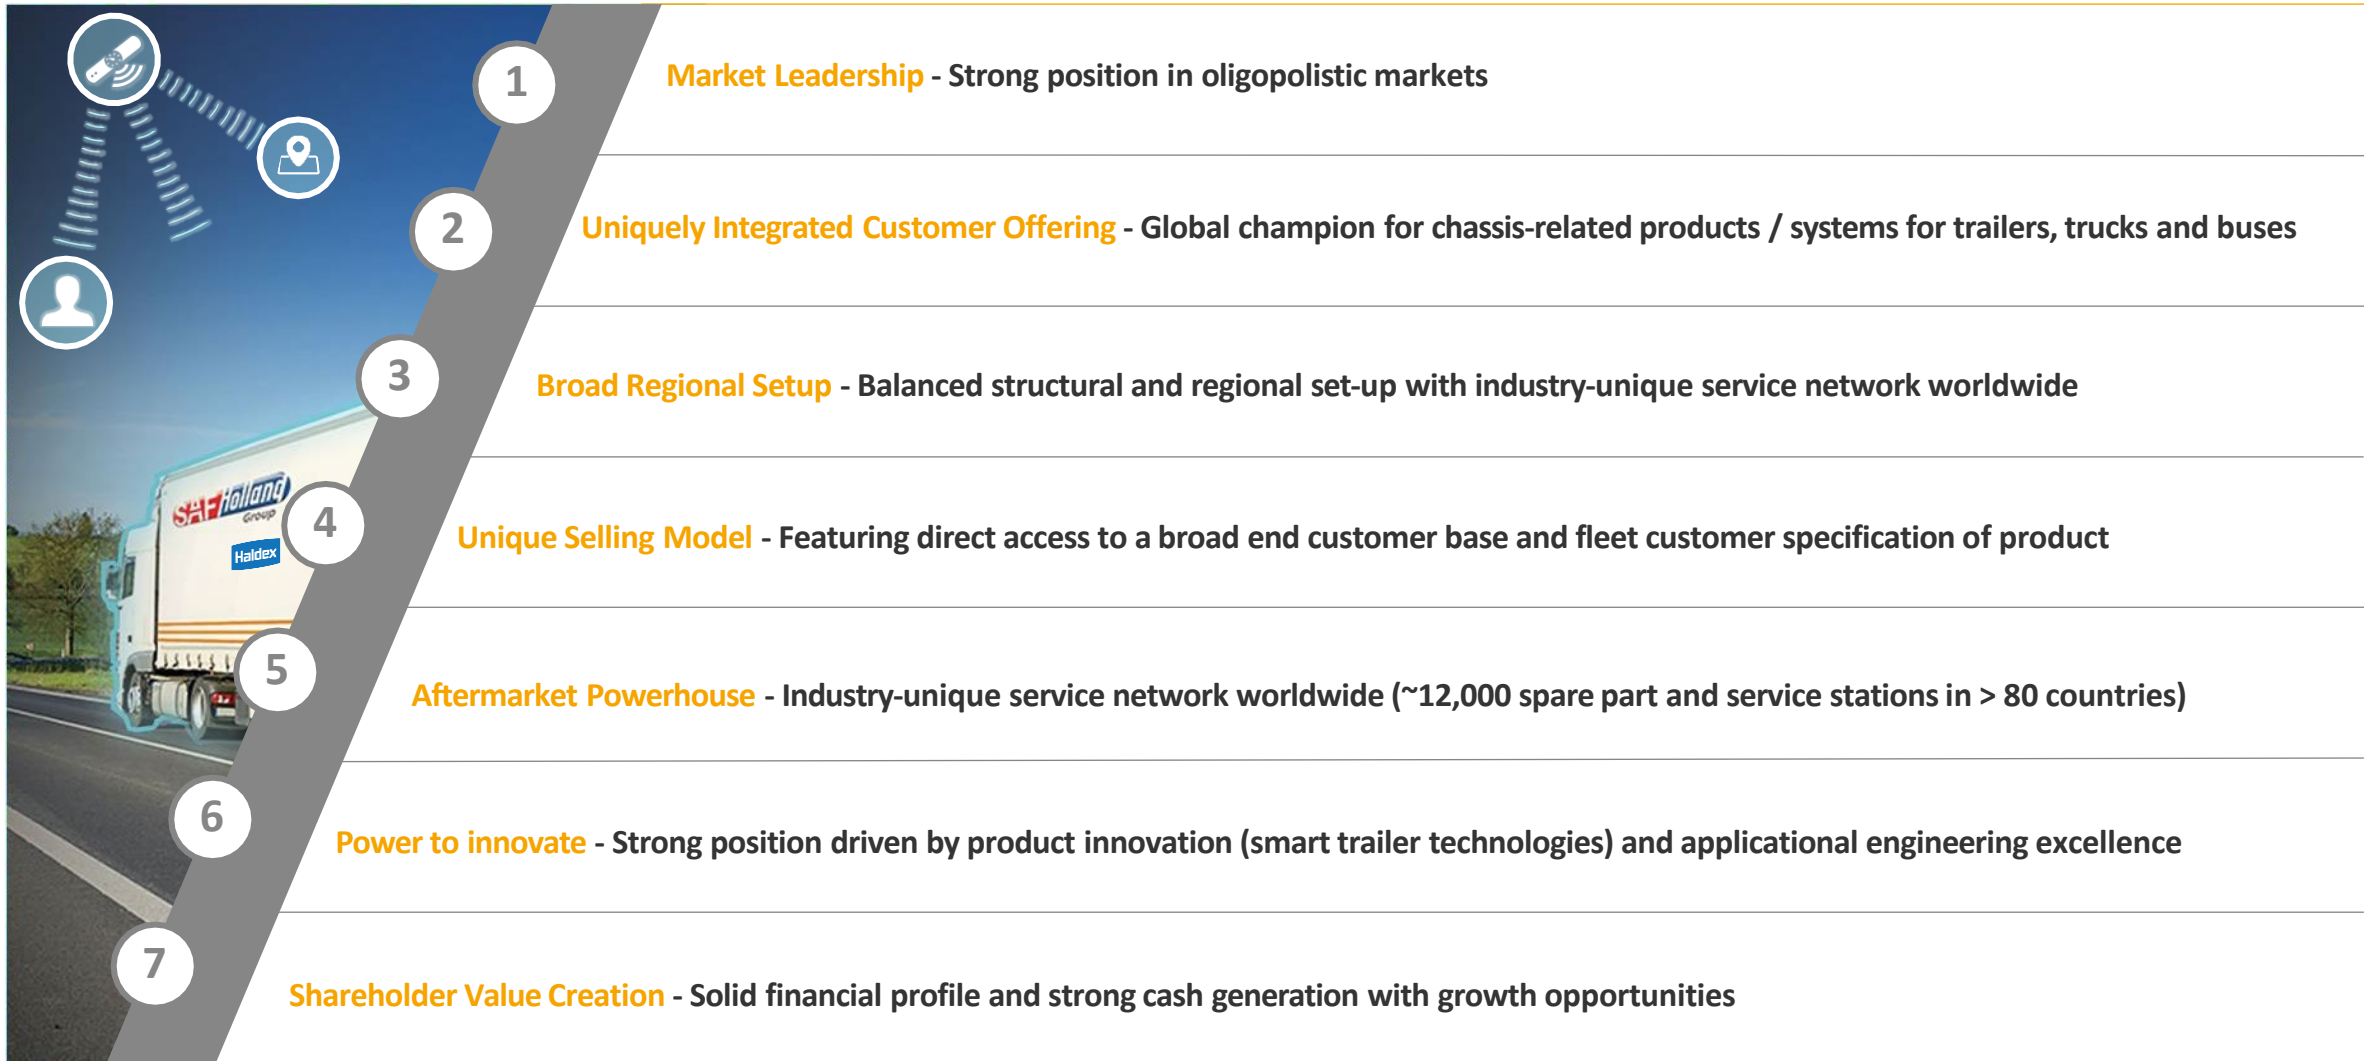 1
Market Leadership - Strong position in oligopolistic markets
2
Uniquely Integrated Customer Offering - Global champion for chassis-related products / systems for trailers, trucks and buses
3
Broad Regional Setup - Balanced structural and regional set-up with industry-unique service network worldwide
SAF Holland
Group
Haldex
4
Unique Selling Model - Featuring direct access to a broad end customer base and fleet customer specification of product
5
Aftermarket Powerhouse - Industry-unique service network worldwide (~12,000 spare part and service stations in > 80 countries)
6
Power to innovate - Strong position driven by product innovation (smart trailer technologies) and applicational engineering excellence
7
Shareholder Value Creation - Solid financial profile and strong cash generation with growth opportunities